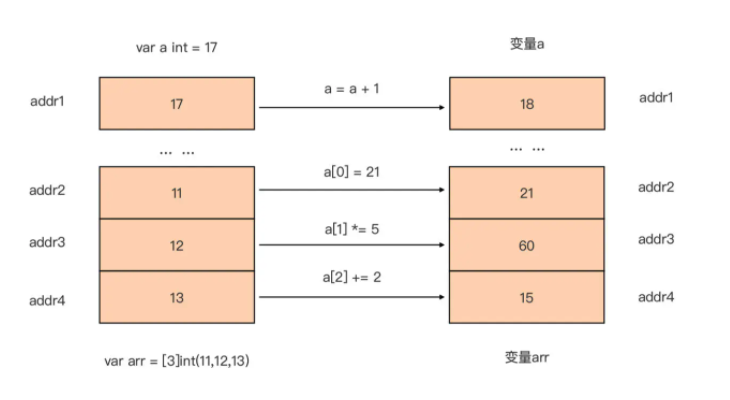 var a int = 17
变量a
addr1
17
a = a + 1
18
addr1
... ...
... ...
addr2
11
a[0] = 21
21
addr2
addr3
12
a[1] *= 5
60
addr3
addr4
13
a[2] += 2
15
addr4
var arr = [3]int(11,12,13)
变量arr